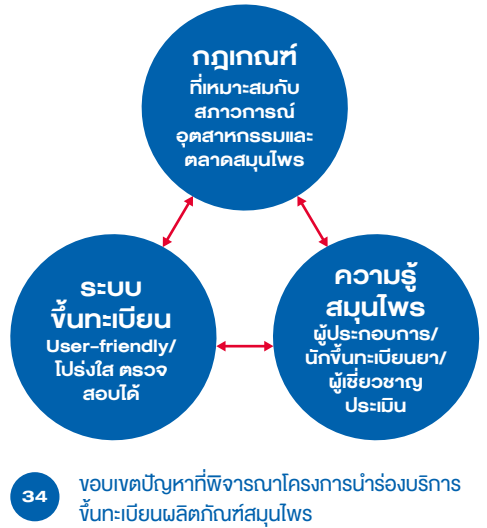 กฎเกณฑ์
ที่เหมาะสมกับ
สภาวการณ์
อุตสาหกรรมและ
ตลาดสมุนไพร
ระบบ
ขึ้นทะเบียน
User-friendly/
โปร่งใส ตรวจ
สอบได้
ความรู้
สมุนไพร
ผู้ประกอบการ/
นักขึ้นทะเบียนยา/
ผู้เชี่ยวชาญ
ประเมิน
34
ขอบเขตปัญหาที่พิจารณาโครงการนำร่องบริการ
ขึ้นทะเบียนผลิตภัณฑ์สมุนไพร